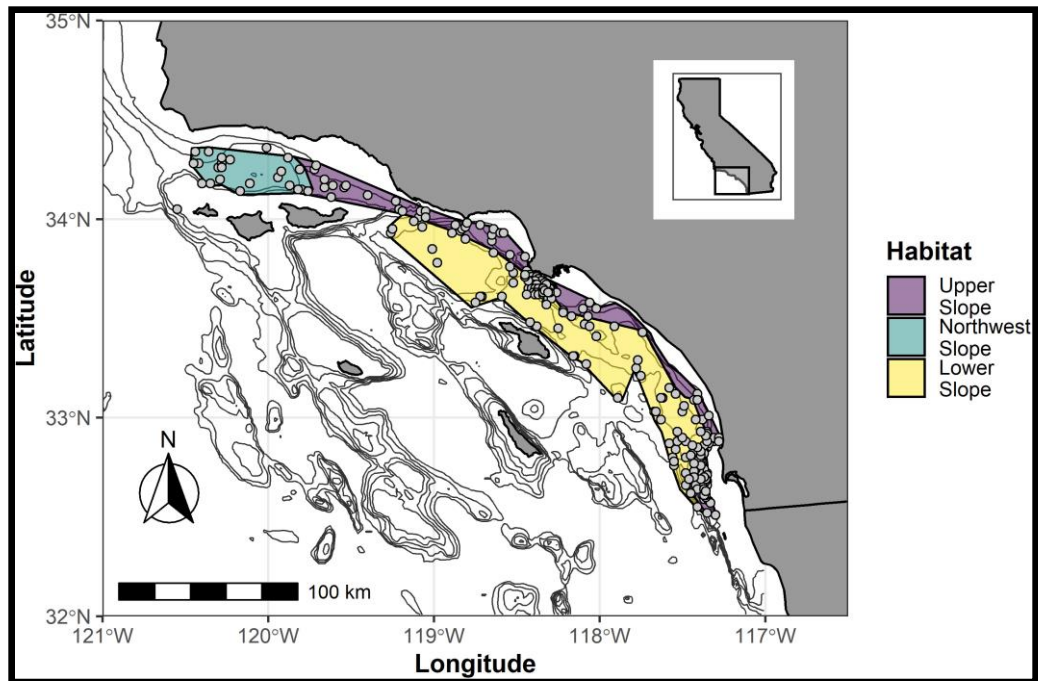 35°N
34°N
33°N
32°N
Latitude
N
100 km
121°W
120°W
119°W
118°W
117°W
Longitude
Habitat
Upper
Slope
Northwest
Slope
Lower
Slope